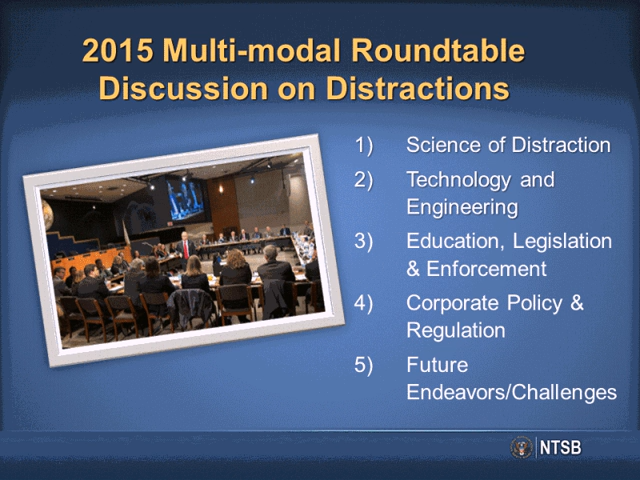 2015 Multi-modal Roundtable
Discussion on Distractions
1) Science of Distraction
2) Technology and
Engineering
3) Education, Legislation
& Enforcement
4) Corporate Policy &
Regulation
5) Future
Endeavors/Challenges
NTSB